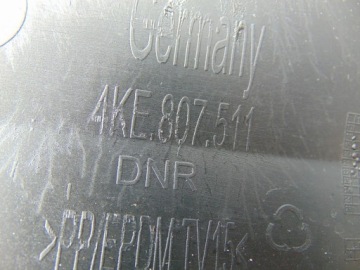 Germany
4KE.807.511
DNR
>PP/EPDM TV15<